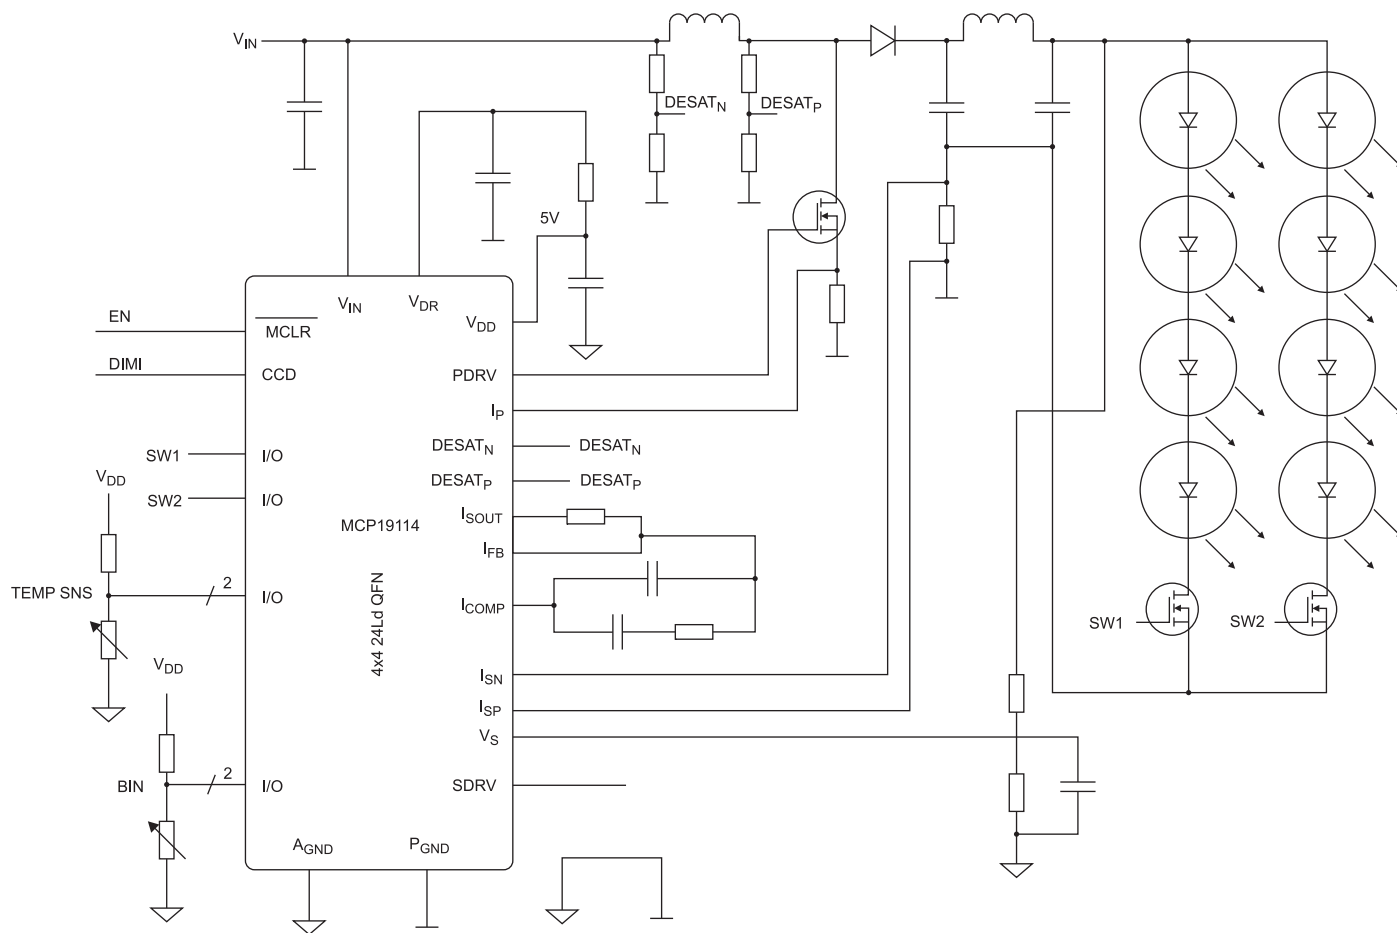 VIN
DESATN
DESATP
5V
VIN
VDR
EN
MCLR
VDD
DIMI
CCD
PDRV
IP
SW1
I/O
DESATN
DESATN
VDD
SW2
I/O
DESATP
DESATP
ISOUT
MCP19114
IFB
TEMP SNS
2
I/O
ICOMP
SW1
SW2
4x4 24Ld QFN
VDD
ISN
ISP
VS
BIN
2
I/O
SDRV
AGND
PGND